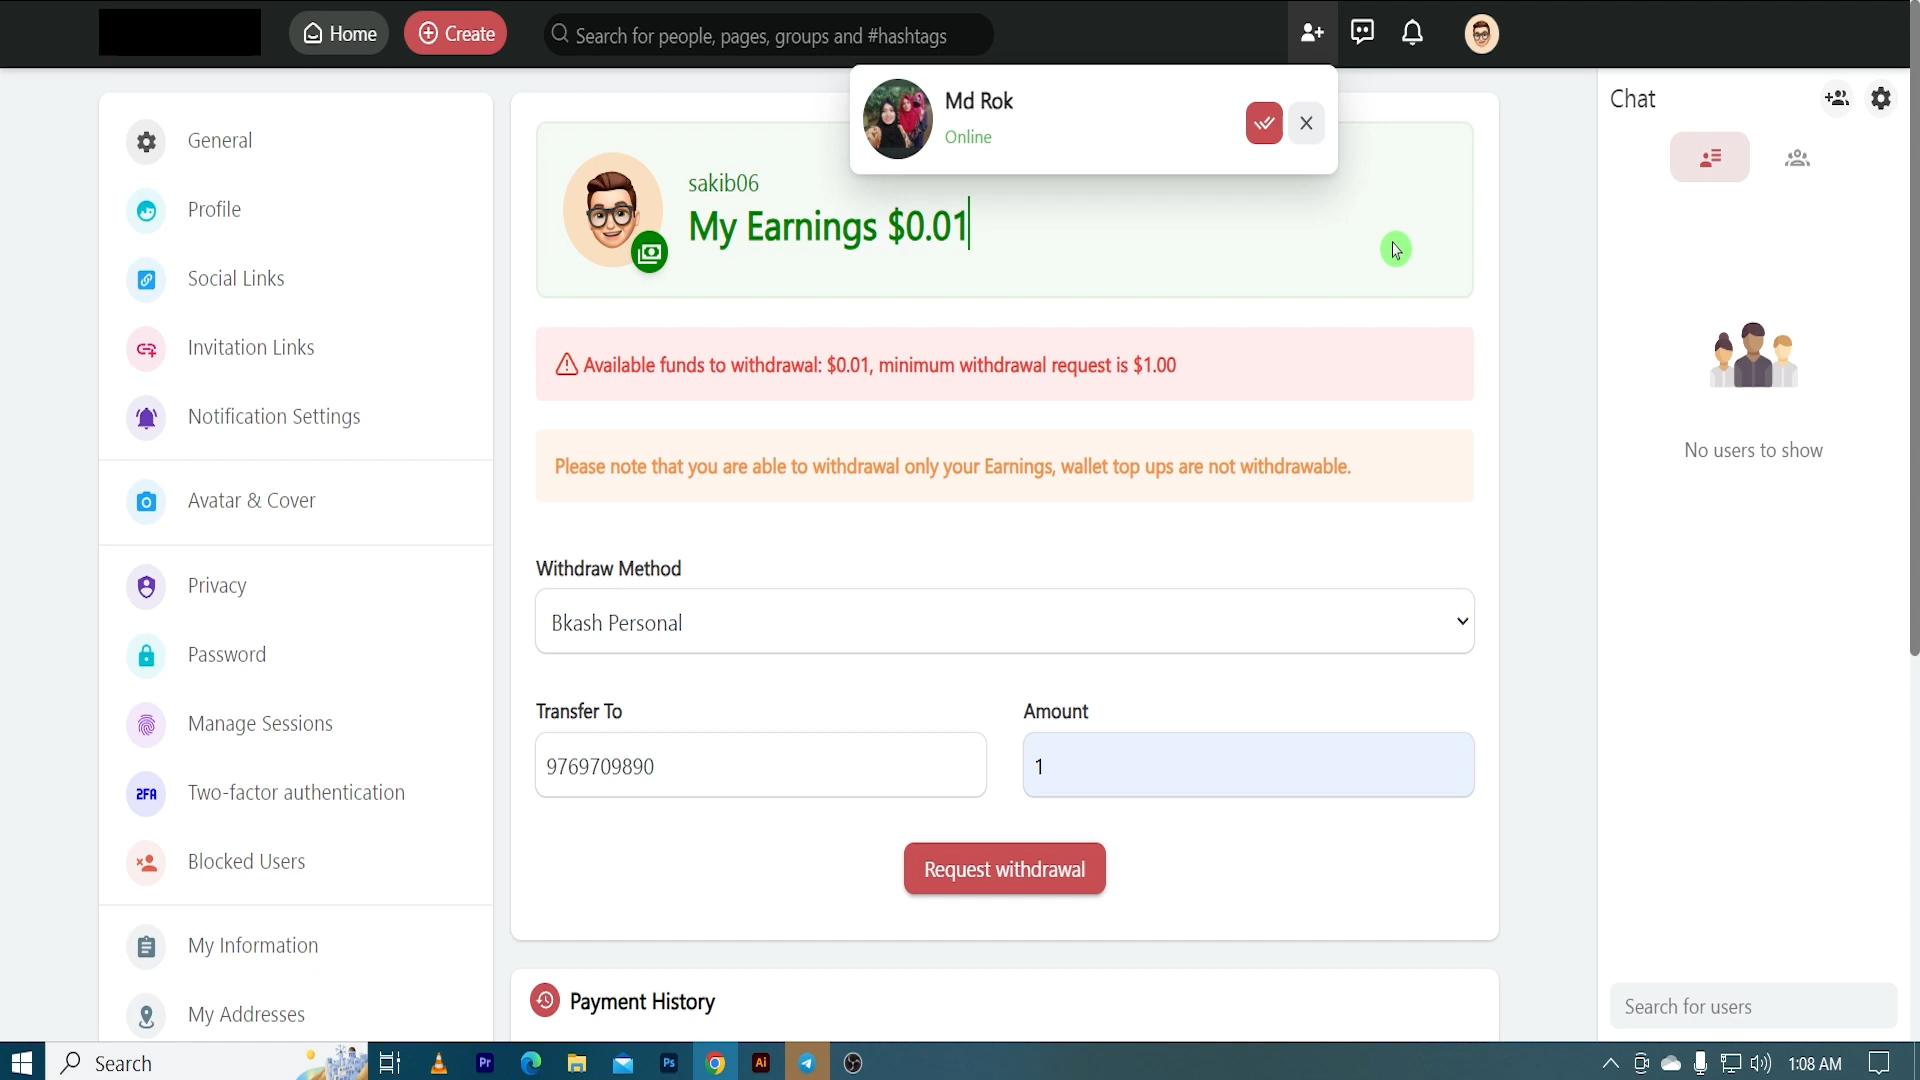 Home
Create
Search for people, pages, groups and #hashtags
Md Rok
Online
General
Profile
Social Links
Invitation Links
Notification Settings
Avatar & Cover
Privacy
Password
Manage Sessions
2FA Two-factor authentication
Blocked Users
My Information
My Addresses
sakib06
My Earnings $0.01
Available funds to withdrawal: $0.01, minimum withdrawal request is $1.00
Please note that you are able to withdrawal only your Earnings, wallet top ups are not withdrawable.
Withdraw Method
Bkash Personal
Transfer To
Amount
9769709890
1
Request withdrawal
Payment History
Chat
No users to show
Search for users
Search
Pr
Ps
Ai
1:08 AM